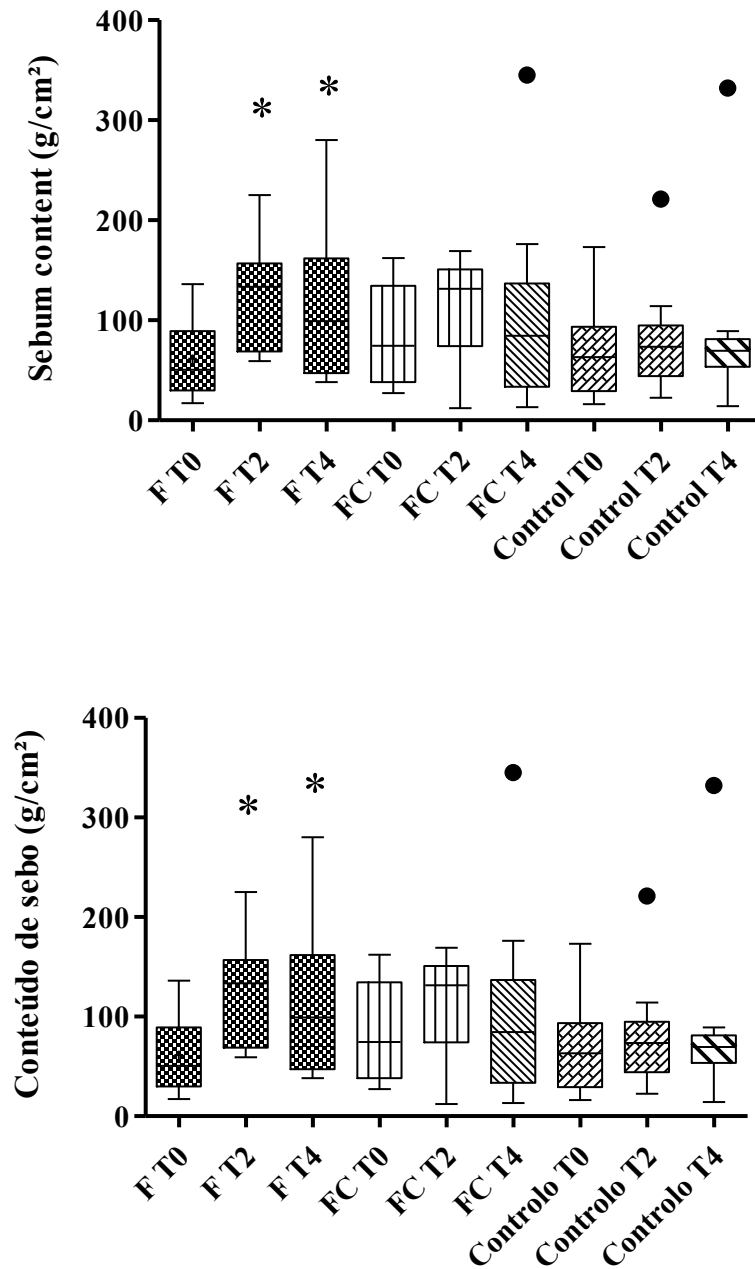 Sebum content (g/cm²)
400
300
200
100
0
*
*
F T0
F T2
F T4
FC T0
FC T2
FC T4
Control T0
Control T2
Control T4
Conteúdo de sebo (g/cm²)
400
300
200
100
0
*
*
F T0
F T2
F T4
FC T0
FC T2
FC T4
Controlo T0
Controlo T2
Controlo T4